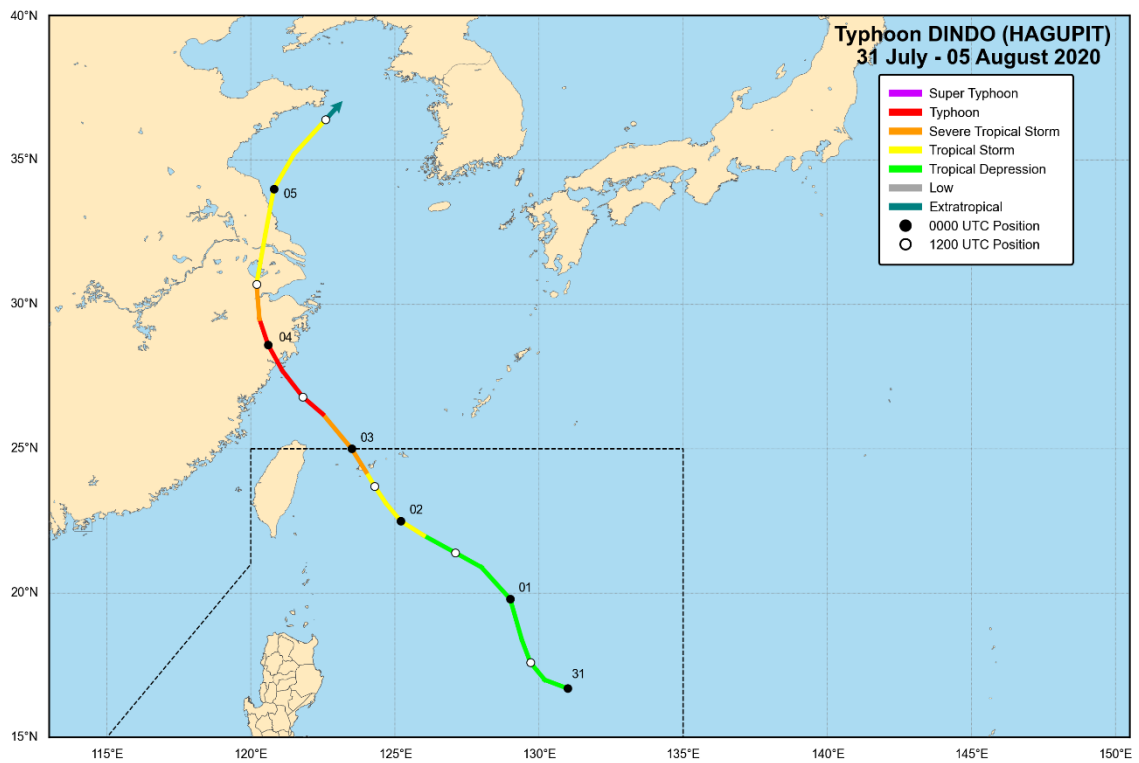 Typhoon DINDO (HAGUPIT)
31 July - 05 August 2020
Super Typhoon
Typhoon
Severe Tropical Storm
Tropical Storm
Tropical Depression
Low
Extratropical
0000 UTC Position
1200 UTC Position
40°N
35°N
30°N
25°N
20°N
15°N
05
04
03
02
01
31
115°E
120°E
125°E
130°E
135°E
140°E
145°E
150°E